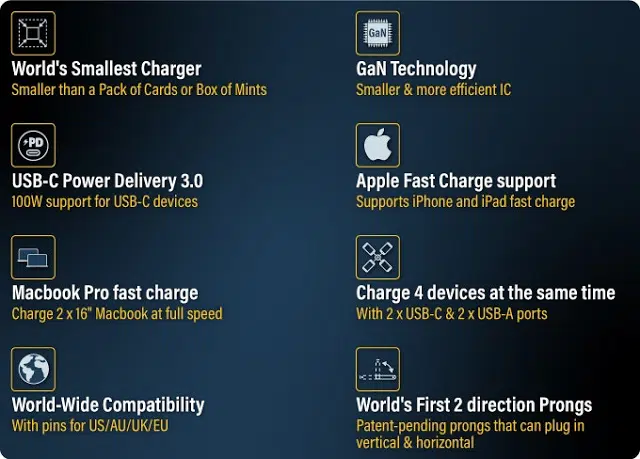 World's Smallest Charger
Smaller than a Pack of Cards or Box of Mints
GaN
GaN Technology
Smaller & more efficient IC
PD
USB-C Power Delivery 3.0
100W support for USB-C devices
Apple Fast Charge support
Supports iPhone and iPad fast charge
Macbook Pro fast charge
Charge 2 x 16" Macbook at full speed
Charge 4 devices at the same time
With 2 x USB-C & 2 x USB-A ports
World-Wide Compatibility
With pins for US/AU/UK/EU
World's First 2 direction Prongs
Patent-pending prongs that can plug in
vertical & horizontal